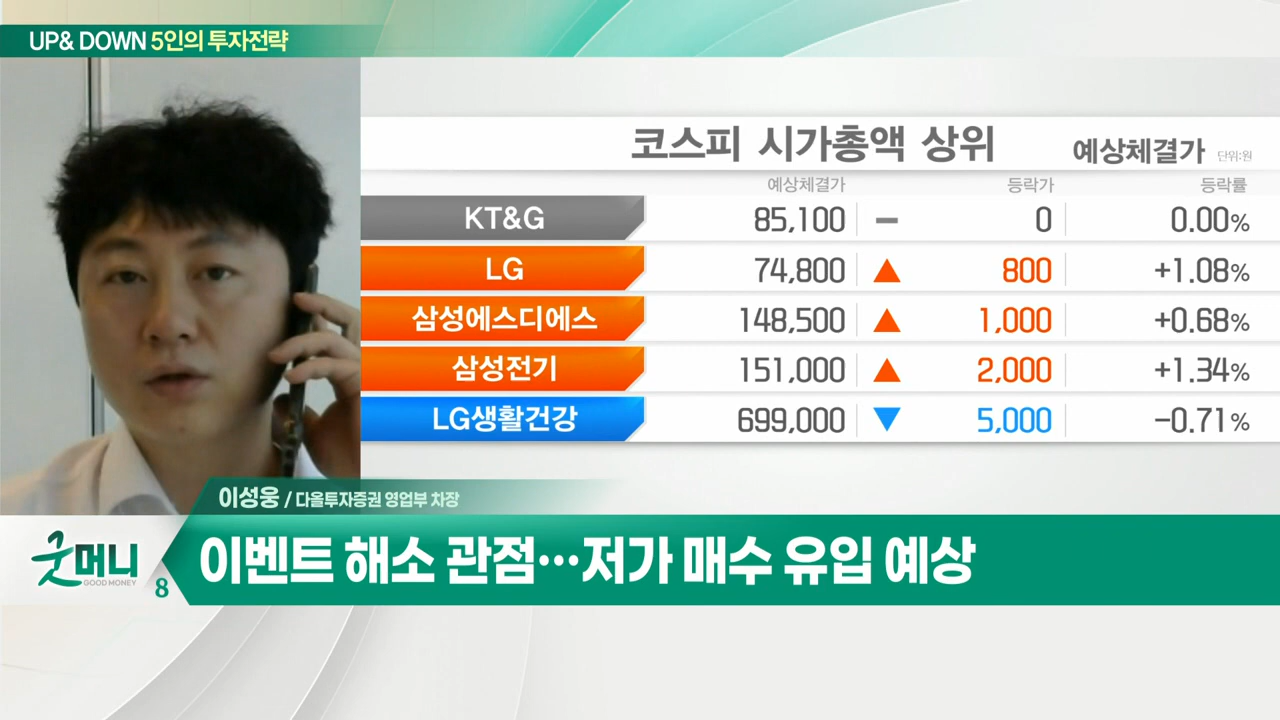 UP& DOWN 5인의 투자전략
코스피 시가총액 상위 예상체결가 단위:원
예상체결가 등락가 등락률
KT&G 85,100 0 0.00%
LG 74,800 ▲ 800 +1.08%
삼성에스디에스 148,500 ▲ 1,000 +0.68%
삼성전기 151,000 ▲ 2,000 +1.34%
LG생활건강 699,000 ▼ 5,000 -0.71%
이성웅 / 다올투자증권 영업부 차장
굿머니
GOOD MONEY
8
이벤트 해소 관점…저가 매수 유입 예상